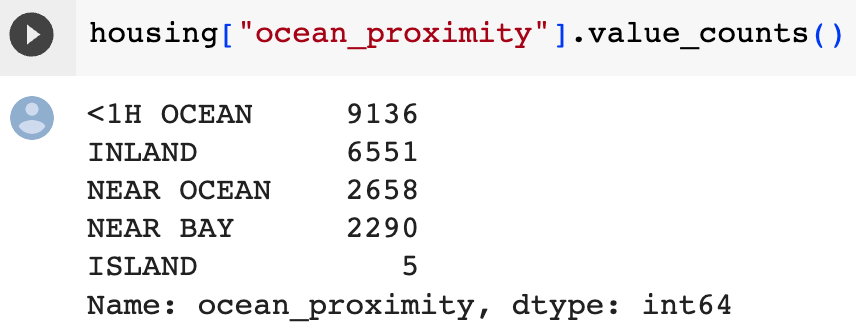 housing["ocean_proximity"].value_counts()
<1H OCEAN     9136
INLAND        6551
NEAR OCEAN    2658
NEAR BAY      2290
ISLAND           5
Name: ocean_proximity, dtype: int64